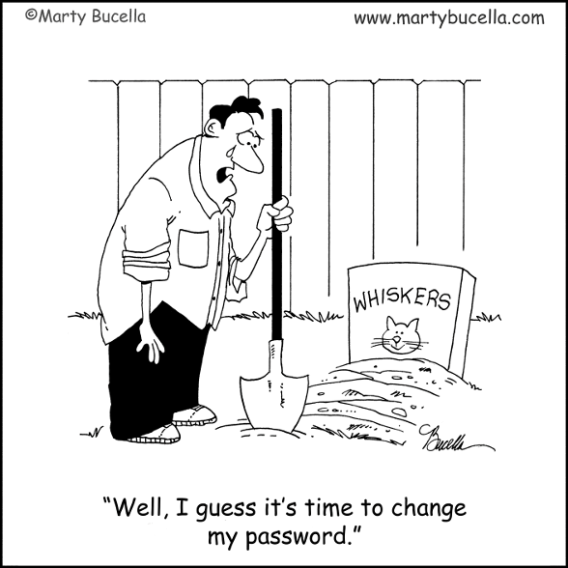 ©Marty Bucella
www.martybucella.com
WHISKERS
Bucella
"Well, I guess it's time to change
my password."